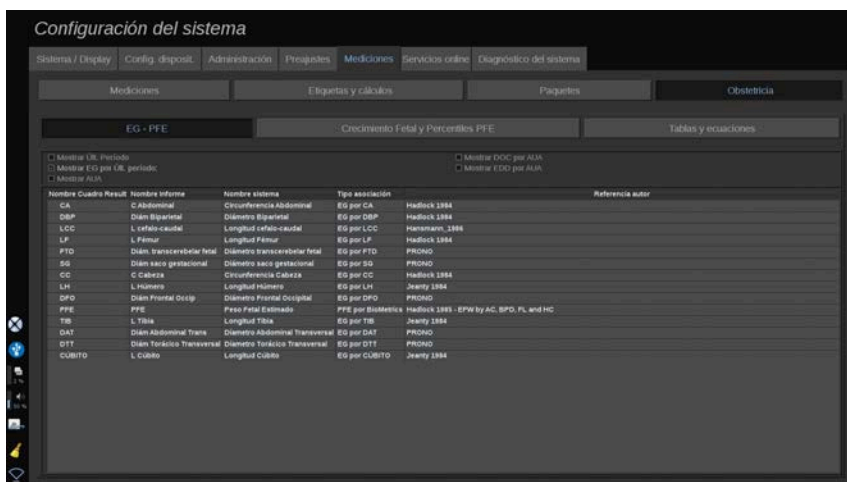 Configuración del sistema
Sistema / Display Config. disposit. Administración Preajustes Mediciones Servicios online Diagnóstico del sistema
Mediciones Etiquetas y cálculos Paquetes Obstetricia
EG - PFE Crecimiento Fetal y Percentiles PFE Tablas y ecuaciones
Mostrar Últ. Período Mostrar DOC por AUA
Mostrar EG por Últ. período: Mostrar EDD por AUA
Mostrar AUA
Nombre Cuadro Result Nombre Informe Nombre sistema Tipo asociación Referencia autor
CA C Abdominal Circunferencia Abdominal EG por CA Hadlock 1984
DBP Diám Biparietal Diámetro Biparietal EG por DBP Hadlock 1984
LCC L cefalo-caudal Longitud cefalo-caudal EG por LCC Hansmann_1986
LF L Fémur Longitud Fémur EG por LF Hadlock 1984
FTD Diám. transcerebelar fetal Diámetro transcerebelar fetal EG por FTD PRONO
SG Diám saco gestacional Diámetro saco gestacional EG por SG PRONO
CC C Cabeza Circunferencia Cabeza EG por CC Hadlock 1984
LH L Húmero Longitud Húmero EG por LH Jeanty 1984
DFO Diám Frontal Occip Diámetro Frontal Occipital EG por DFO PRONO
PFE PFE Peso Fetal Estimado PFE por BioMetrics Hadlock 1985 - EFW by AC, BPD, FL and HC
TIB L Tibia Longitud Tibia EG por TIB Jeanty 1984
DAT Diám Abdominal Trans Diametro Abdominal Transversal EG por DAT PRONO
DTT Diám Torácico Transversal Diametro Torácico Transversal EG por DTT PRONO
CÚBITO L Cúbito Longitud Cúbito EG por CÚBITO Jeanty 1984